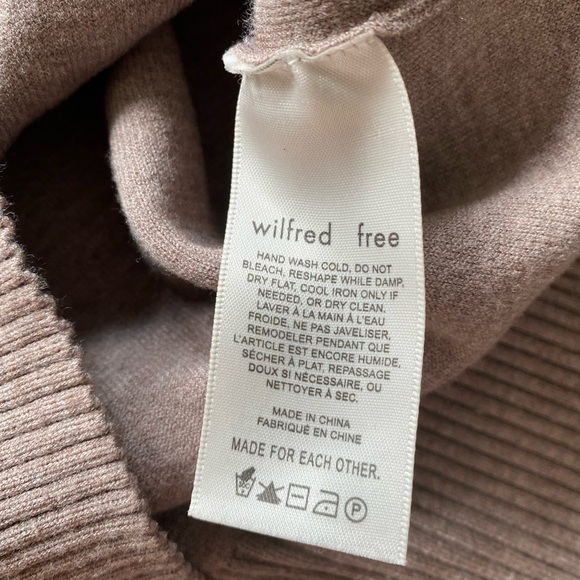 wilfred free
HAND WASH COLD, DO NOT
BLEACH, RESHAPE WHILE DAMP,
DRY FLAT, COOL IRON ONLY IF
NEEDED, OR DRY CLEAN.
LAVER À LA MAIN À L'EAU
FROIDE, NE PAS JAVELISER,
REMODELER PENDANT QUE
L'ARTICLE EST ENCORE HUMIDE,
SÉCHER À PLAT, REPASSAGE
DOUX SI NÉCESSAIRE, OU
NETTOYER À SEC.
MADE IN CHINA
FABRIQUÉ EN CHINE
MADE FOR EACH OTHER.
P